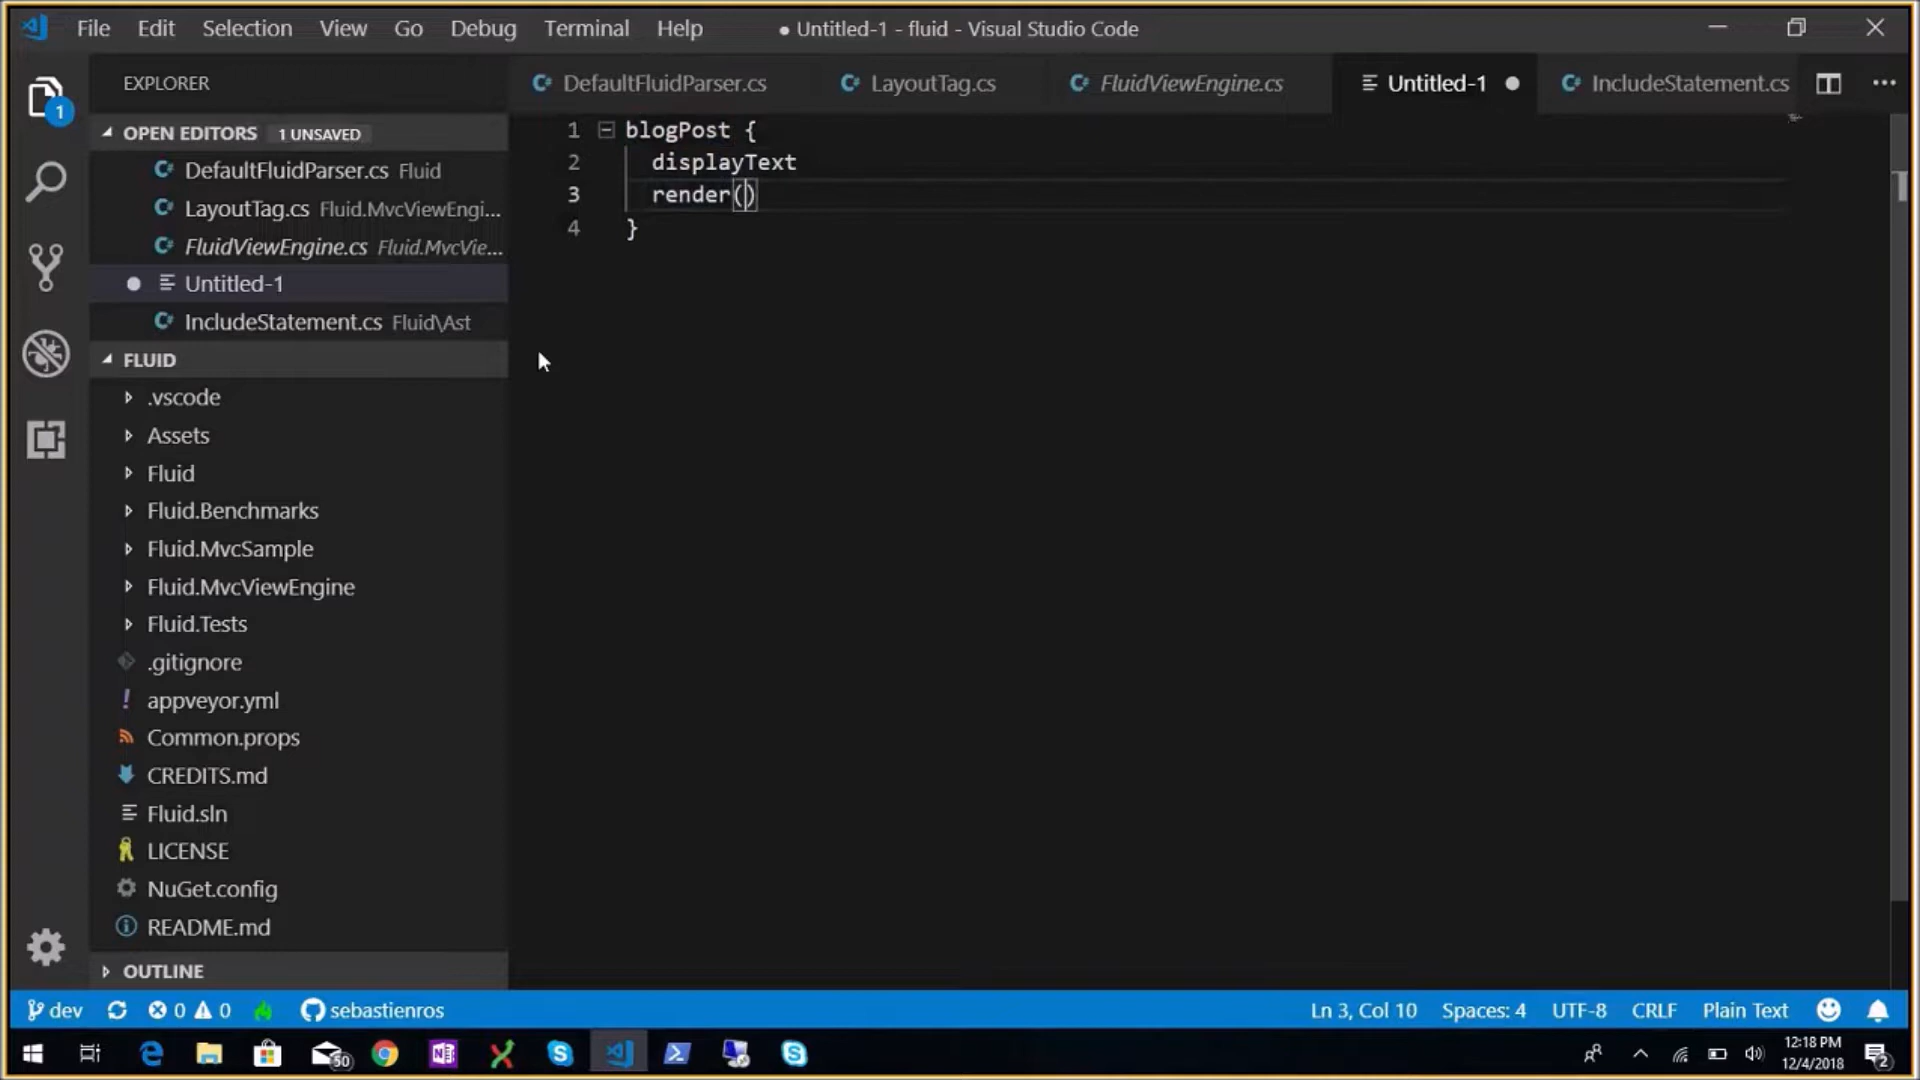 File Edit Selection View Go Debug Terminal Help ● Untitled-1 - fluid - Visual Studio Code
EXPLORER
DefaultFluidParser.cs LayoutTag.cs FluidViewEngine.cs Untitled-1 IncludeStatement.cs
1
OPEN EDITORS 1 UNSAVED
DefaultFluidParser.cs Fluid
LayoutTag.cs Fluid.MvcViewEngi...
FluidViewEngine.cs Fluid.MvcVie...
Untitled-1
IncludeStatement.cs Fluid\Ast
FLUID
.vscode
Assets
Fluid
Fluid.Benchmarks
Fluid.MvcSample
Fluid.MvcViewEngine
Fluid.Tests
.gitignore
! appveyor.yml
Common.props
CREDITS.md
Fluid.sln
LICENSE
NuGet.config
README.md
OUTLINE
1 blogPost {
2 displayText
3 render()
4 }
dev 0 0 sebastienros Ln 3, Col 10 Spaces: 4 UTF-8 CRLF Plain Text
50
12:18 PM
12/4/2018
2